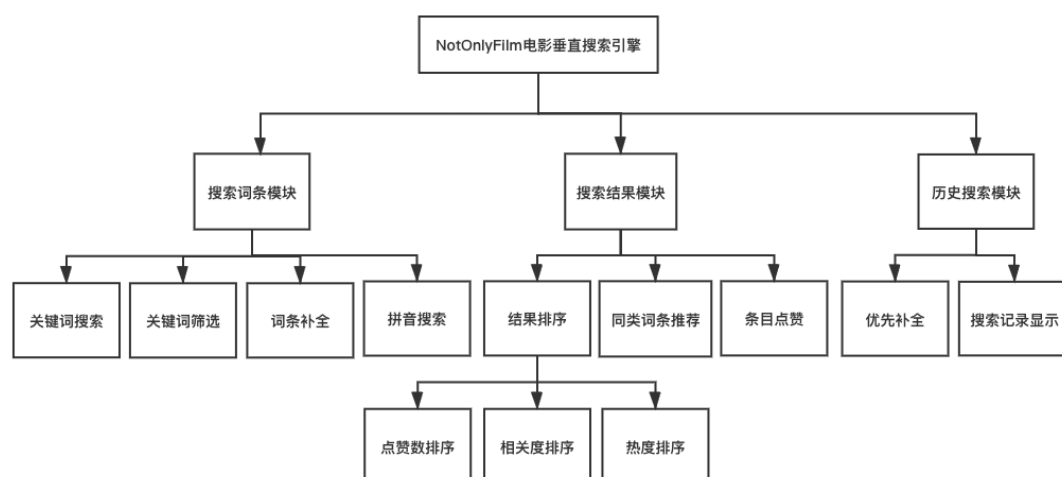 NotOnlyFilm电影垂直搜索引擎
搜索词条模块
搜索结果模块
历史搜索模块
关键词搜索
关键词筛选
词条补全
拼音搜索
结果排序
同类词条推荐
条目点赞
优先补全
搜索记录显示
点赞数排序
相关度排序
热度排序